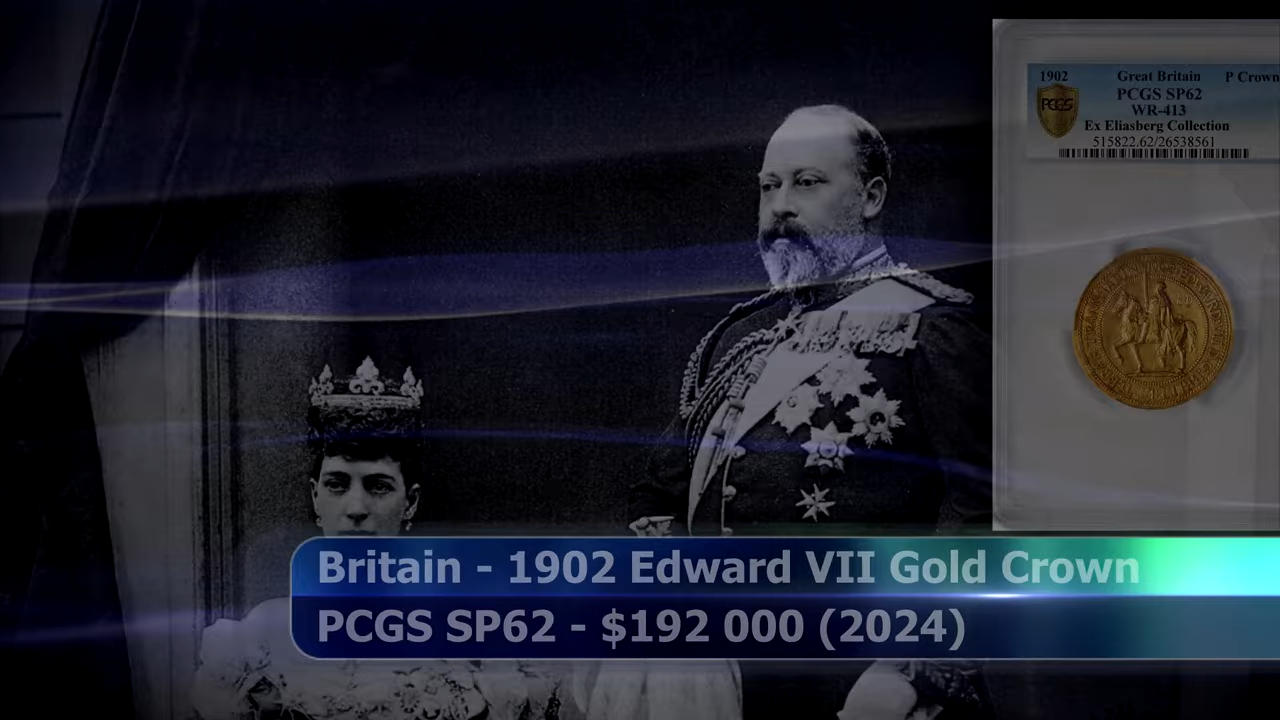 1902 Great Britain P Crown
PCGS SP62
WR-413
Ex Eliasberg Collection
515822.62/26538561
PCGS
Britain - 1902 Edward VII Gold Crown
PCGS SP62 - $192 000 (2024)